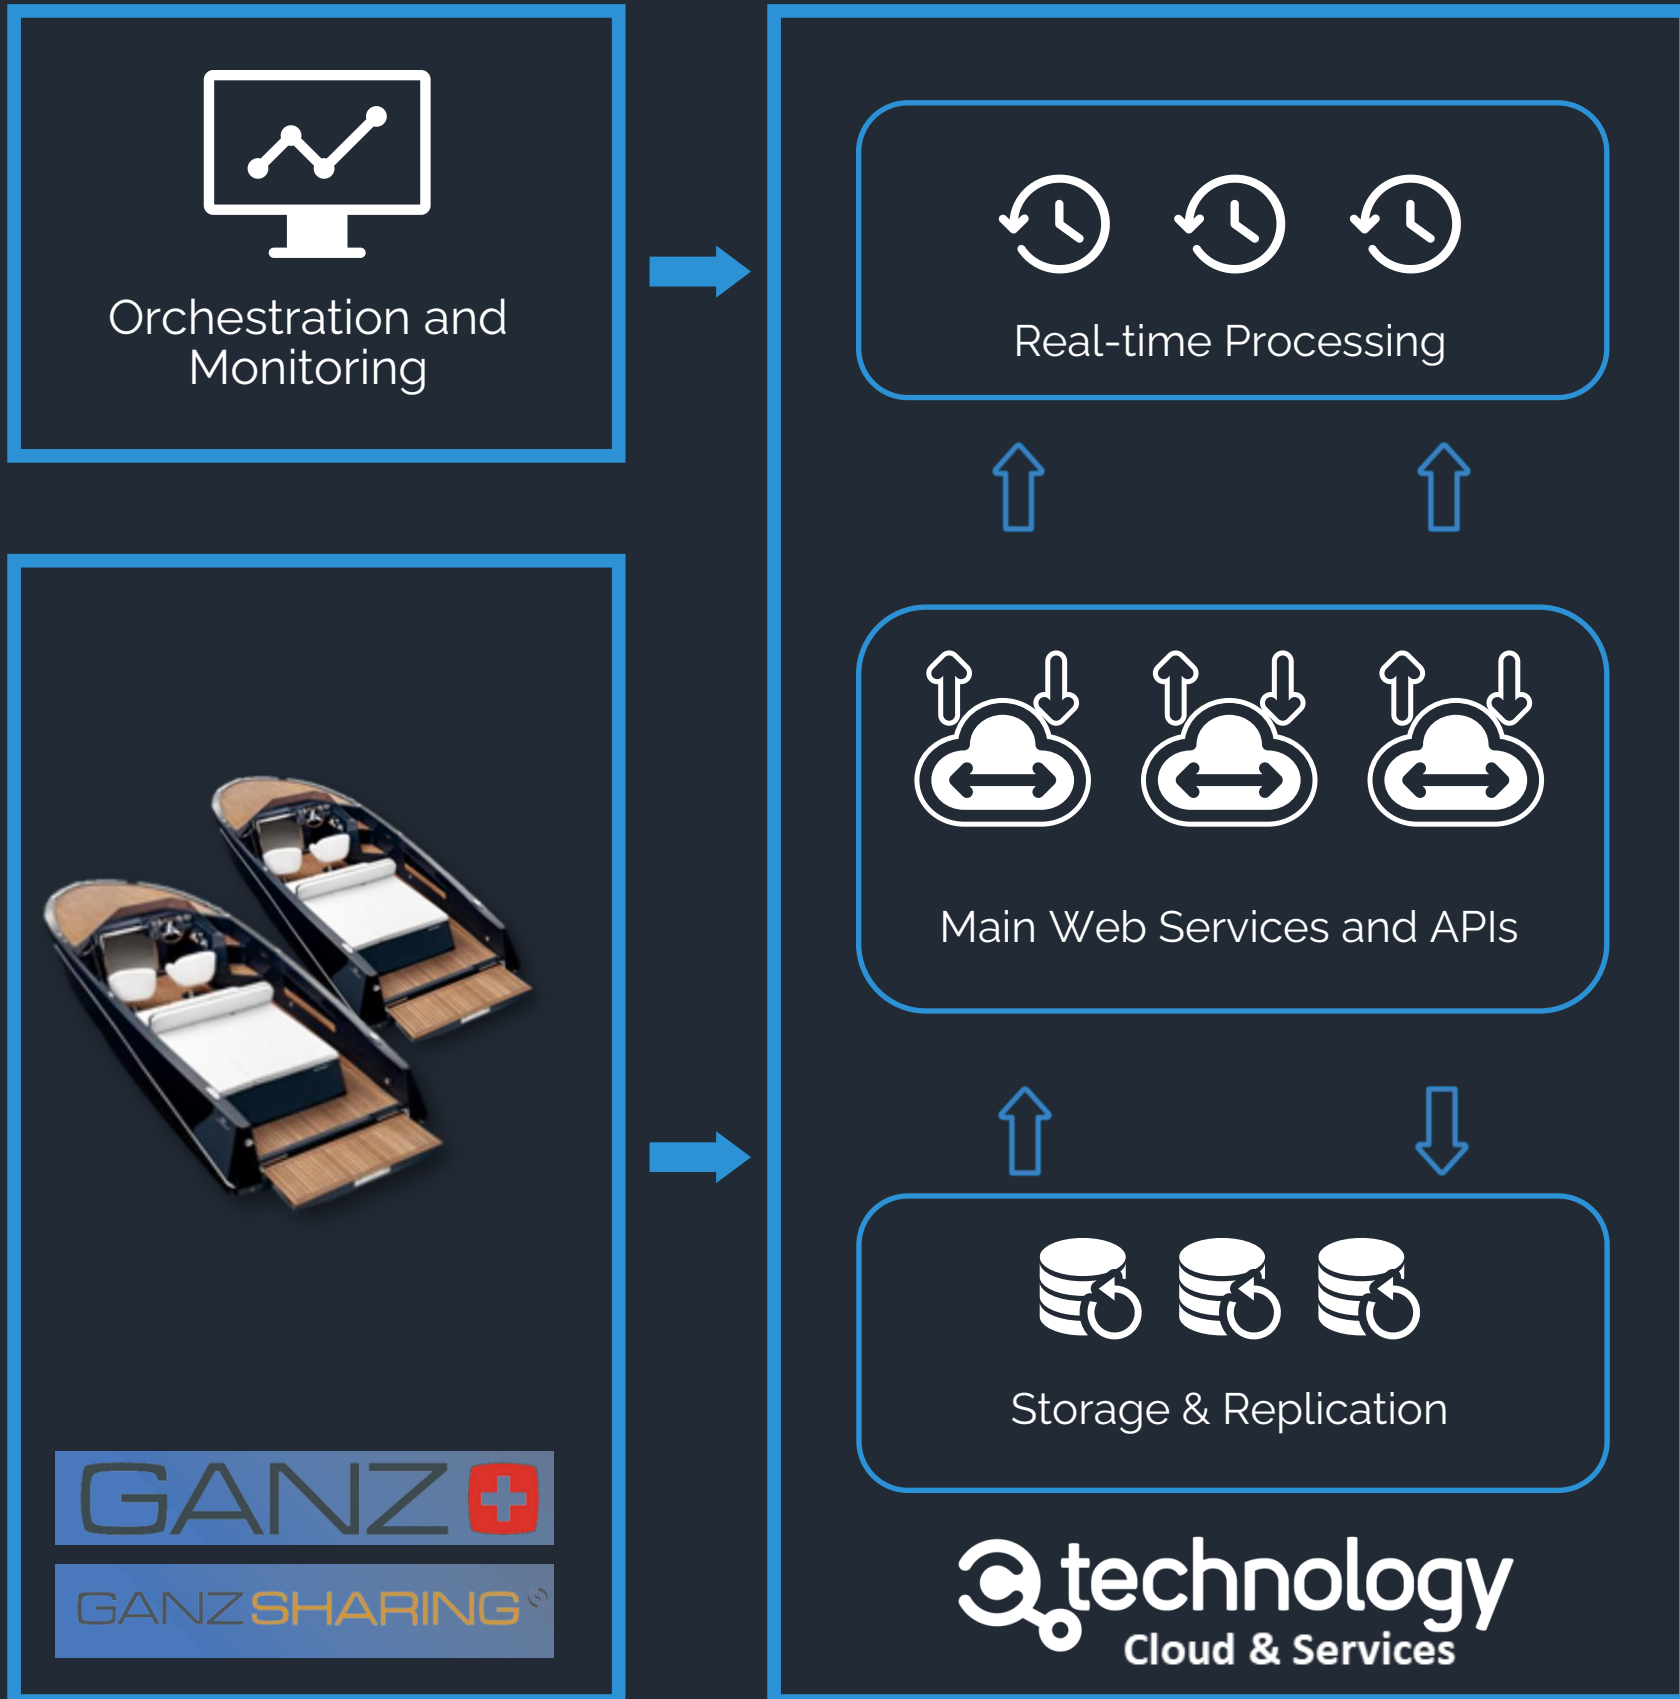 Orchestration and
Monitoring
Real-time Processing
Main Web Services and APIs
Storage & Replication
GANZ
GANZSHARING
technology
Cloud & Services